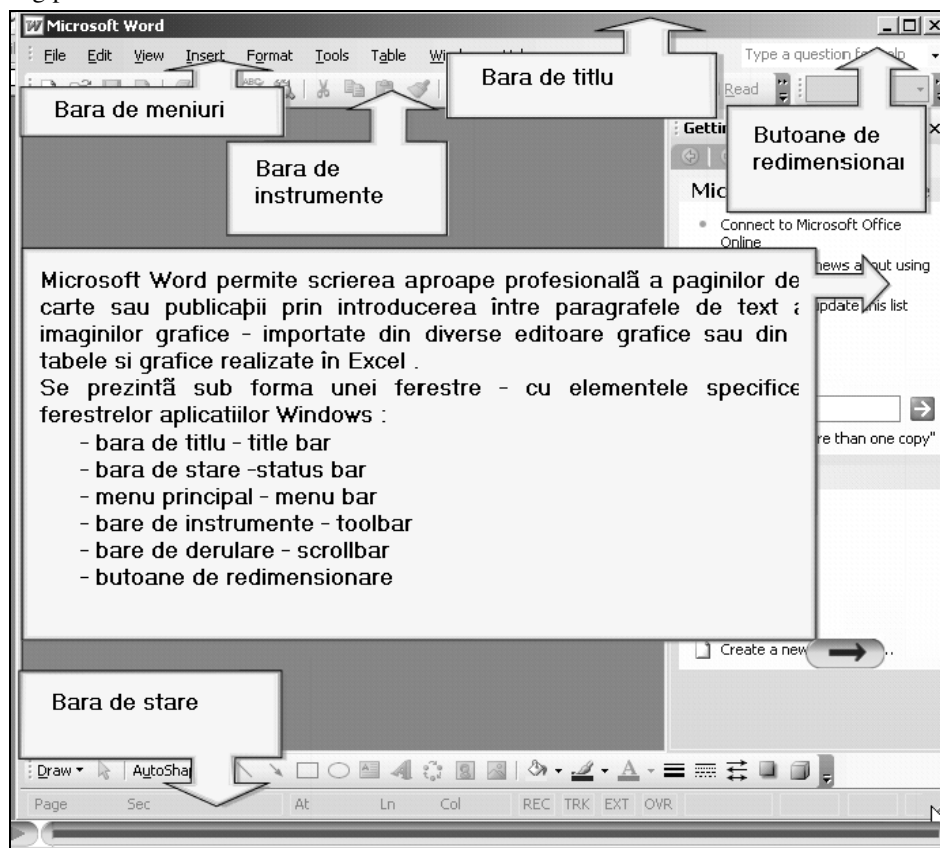 Microsoft Word
File Edit View Insert Format Tools Table
Type a question for help
Bara de titlu
Read
Bara de meniuri
Butoane de
redimensionar
Bara de
instrumente
Connect to Microsoft Office
Online
news about using
update this list
Microsoft Word permite scrierea aproape profesională a paginilor de
carte sau publicaþii prin introducerea între paragrafele de text a
imaginilor grafice - importate din diverse editoare grafice sau din
tabele si grafice realizate în Excel .
Se prezintă sub forma unei ferestre - cu elementele specifice
ferestrelor aplicatiilor Windows :
- bara de titlu - title bar
- bara de stare -status bar
- menu principal - menu bar
- bare de instrumente - toolbar
- bare de derulare - scrollbar
- butoane de redimensionare
re than one copy"
Create a new
Bara de stare
Draw AutoSha
Page Sec At Ln Col REC TRK EXT OVR